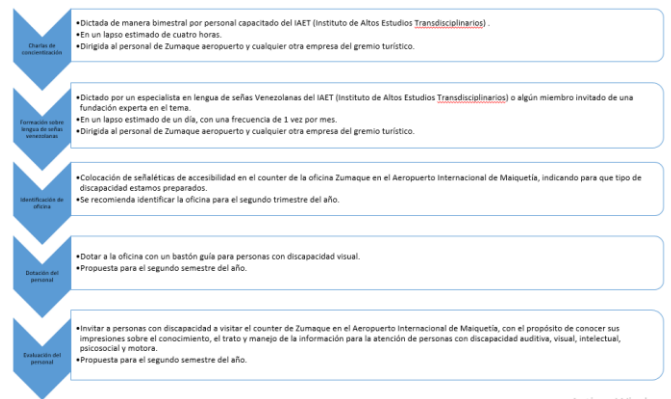 Charlas de
concientización
•Dictada de manera bimestral por personal capacitado del IAET (Instituto de Altos Estudios Transdisciplinarios) .
•En un lapso estimado de cuatro horas.
•Dirigida al personal de Zumaque aeropuerto y cualquier otra empresa del gremio turístico.
Formación sobre
lengua de señas
venezolanas
•Dictado por un especialista en lengua de señas Venezolanas del IAET (Instituto de Altos Estudios Transdisciplinarios) o algún miembro invitado de una
fundación experta en el tema.
•En un lapso estimado de un día, con una frecuencia de 1 vez por mes.
•Dirigida al personal de Zumaque aeropuerto y cualquier otra empresa del gremio turístico.
Identificación de
oficina
•Colocación de señaléticas de accesibilidad en el counter de la oficina Zumaque en el Aeropuerto Internacional de Maiquetía, indicando para que tipo de
discapacidad estamos preparados.
•Se recomienda identificar la oficina para el segundo trimestre del año.
Dotación del
personal
•Dotar a la oficina con un bastón guía para personas con discapacidad visual.
•Propuesta para el segundo semestre del año.
Evaluación del
personal
•Invitar a personas con discapacidad a visitar el counter de Zumaque en el Aeropuerto Internacional de Maiquetía, con el propósito de conocer sus
impresiones sobre el conocimiento, el trato y manejo de la información para la atención de personas con discapacidad auditiva, visual, intelectual,
psicosocial y motora.
•Propuesta para el segundo semestre del año.